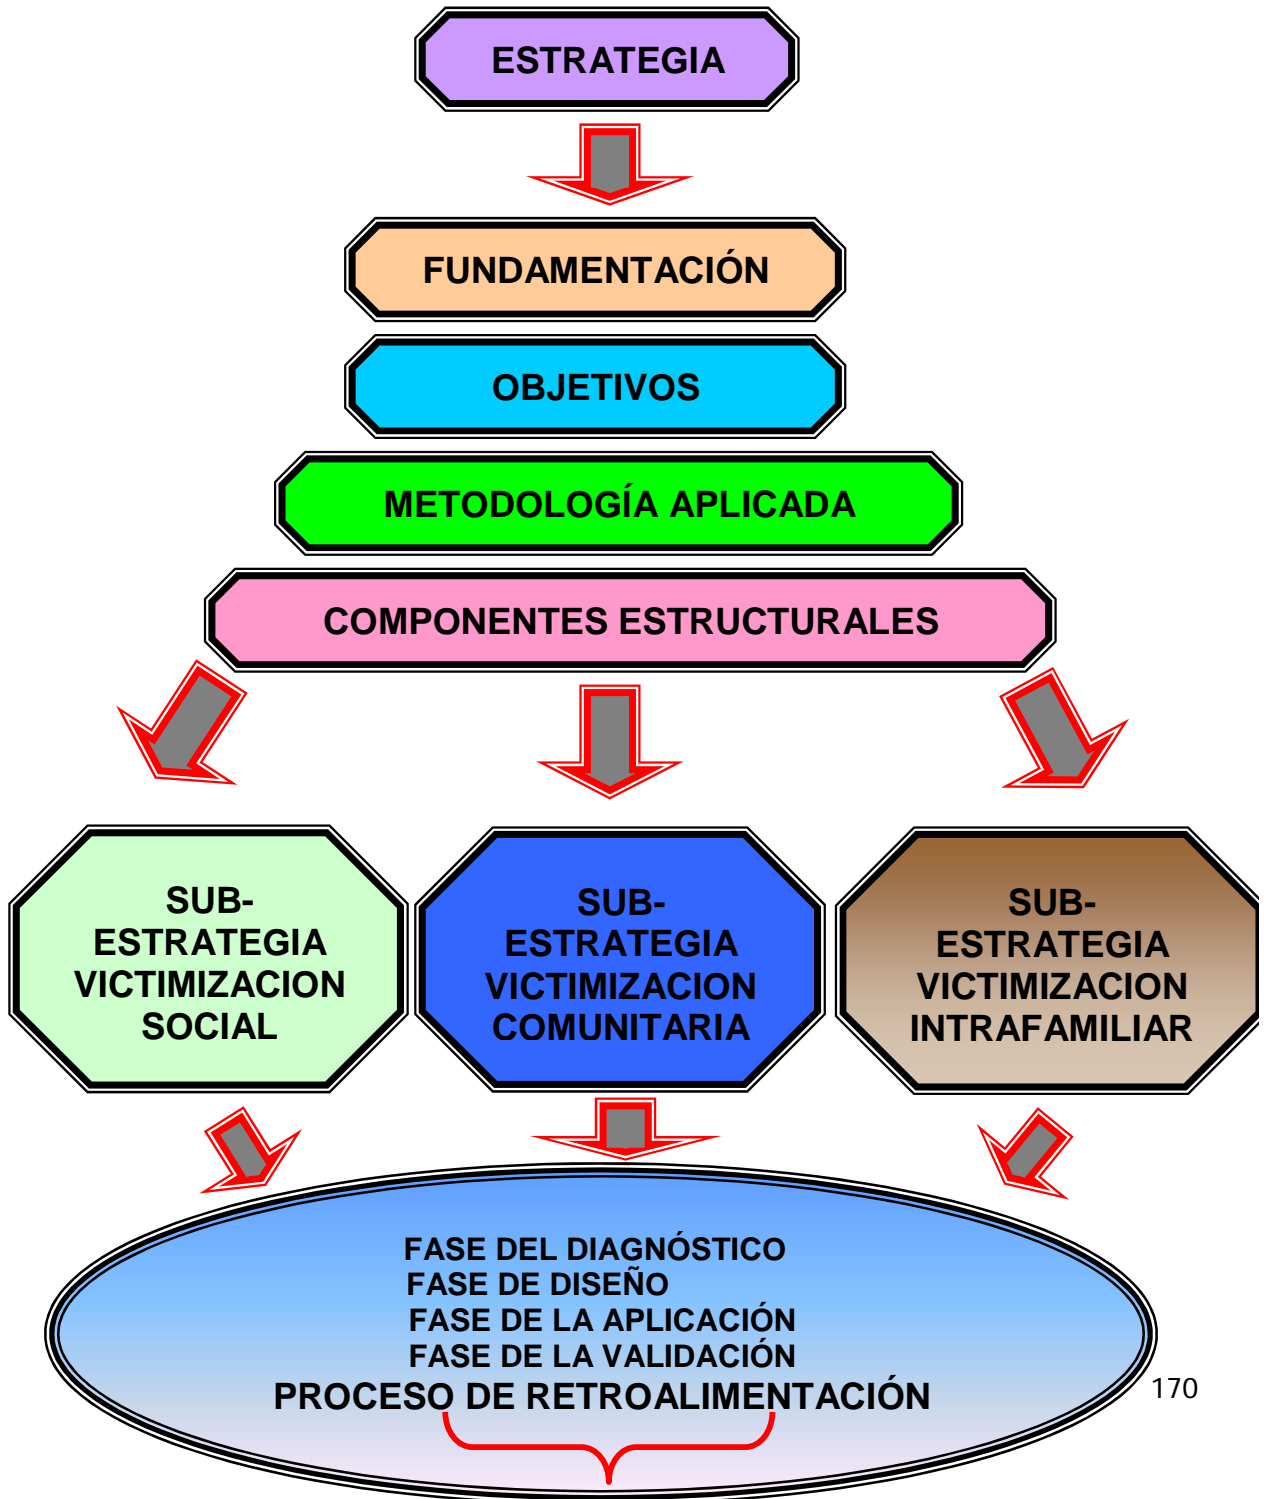 ESTRATEGIA
FUNDAMENTACIÓN
OBJETIVOS
METODOLOGÍA APLICADA
COMPONENTES ESTRUCTURALES
SUB-
ESTRATEGIA
VICTIMIZACION
SOCIAL
SUB-
ESTRATEGIA
VICTIMIZACION
COMUNITARIA
SUB-
ESTRATEGIA
VICTIMIZACION
INTRAFAMILIAR
FASE DEL DIAGNÓSTICO
FASE DE DISEÑO
FASE DE LA APLICACIÓN
FASE DE LA VALIDACIÓN
PROCESO DE RETROALIMENTACIÓN
170